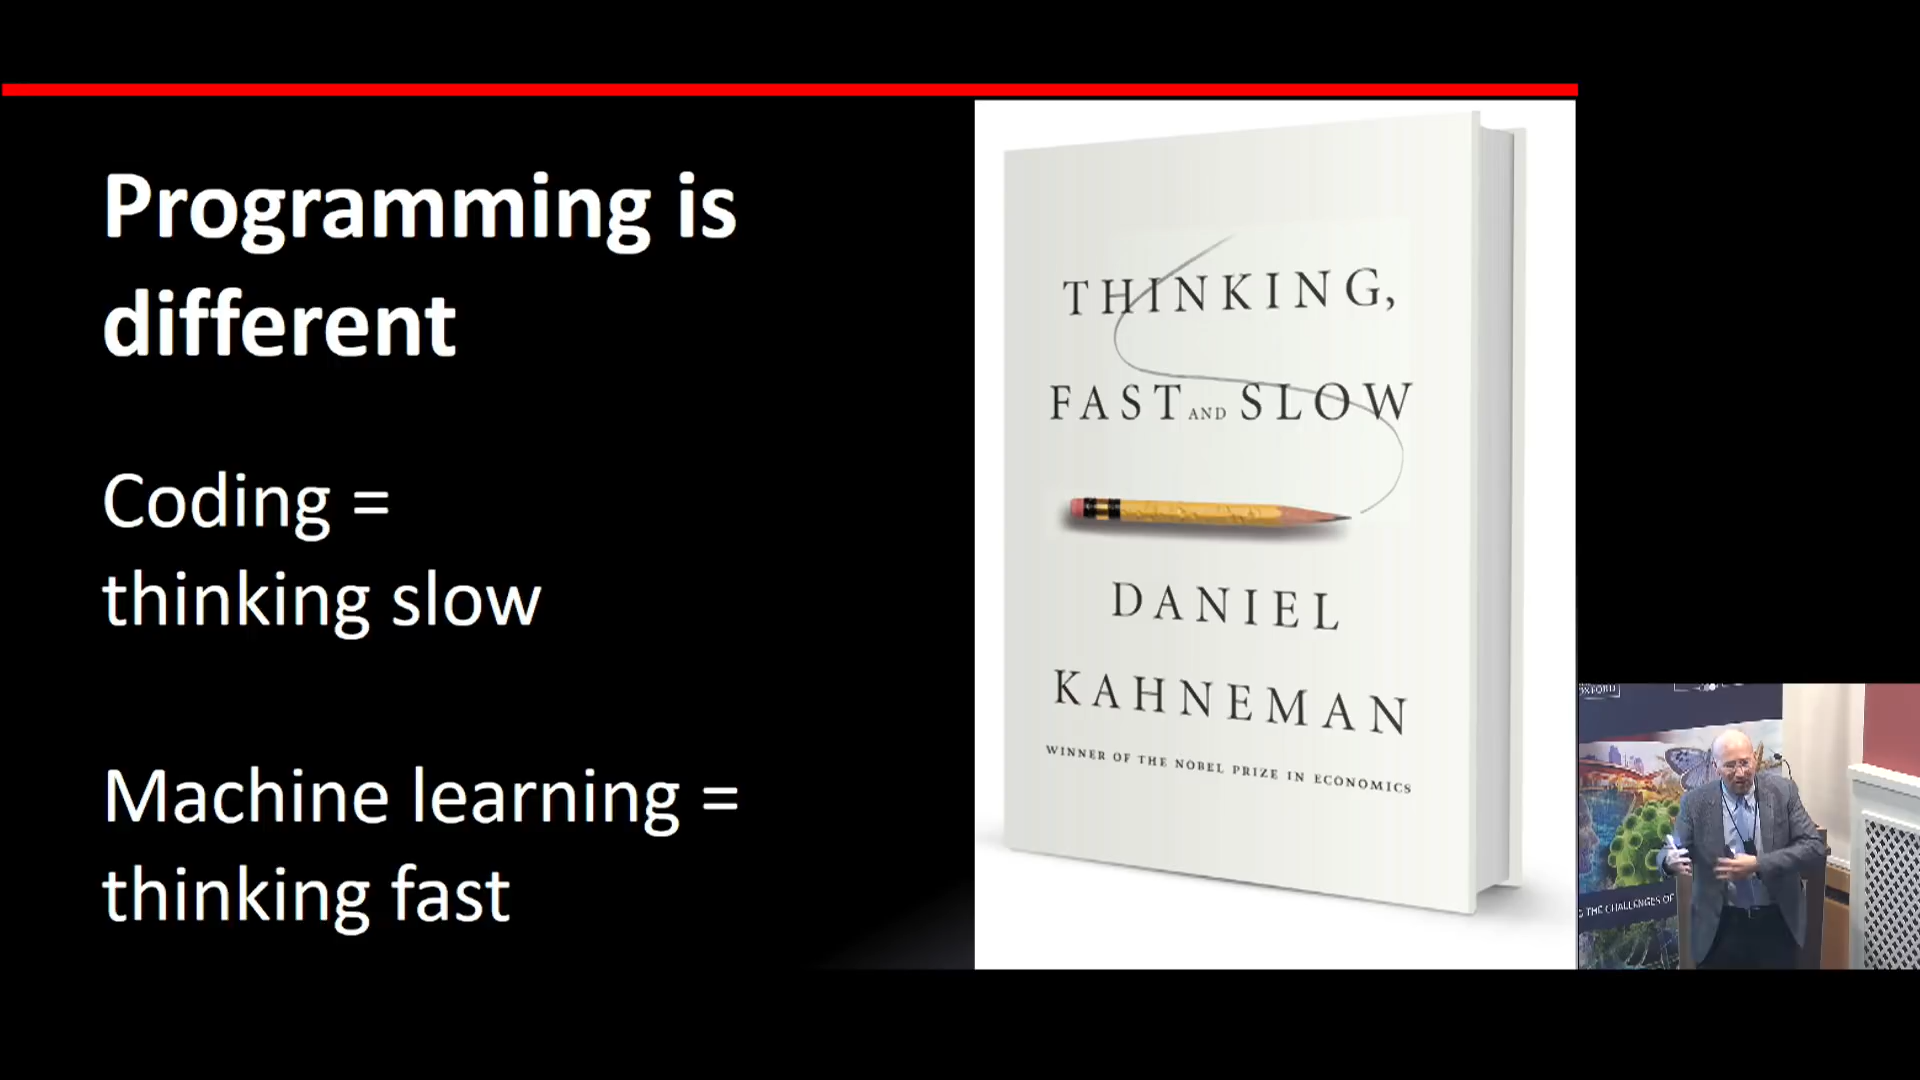 Programming is
different
Coding =
thinking slow
Machine learning =
thinking fast
THINKING,
FAST AND SLOW
DANIEL
KAHNEMAN
WINNER OF THE NOBEL PRIZE IN ECONOMICS
THE CHALLENGES OF